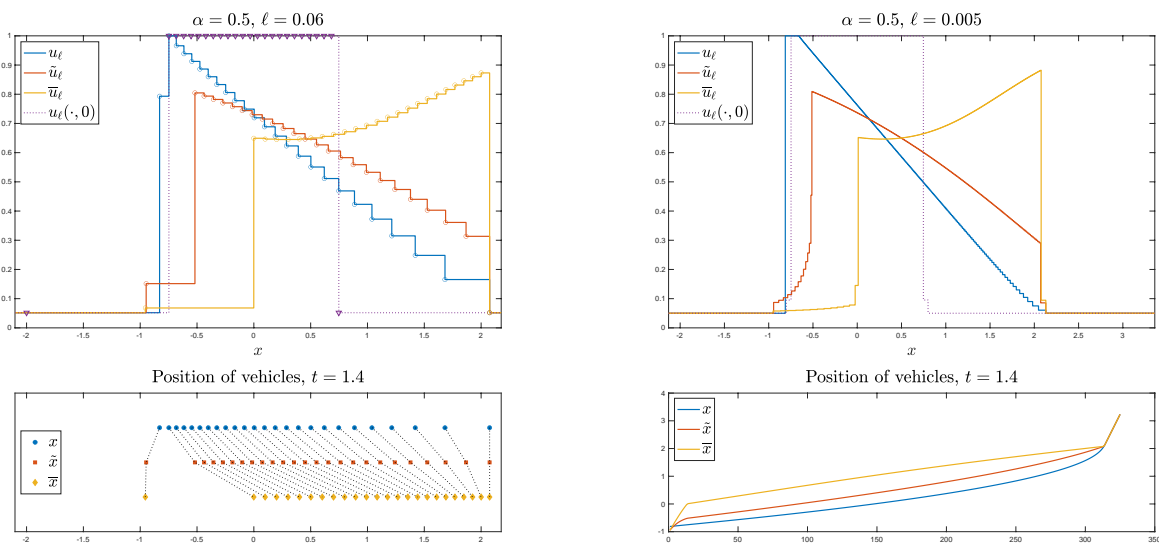 α = 0.5, ℓ = 0.06
1
0.9
0.8
0.7
0.6
0.5
0.4
0.3
0.2
0.1
0
u_ℓ
ũ_ℓ
u̅_ℓ
u_ℓ(·, 0)
-2 -1.5 -1 -0.5 0 0.5 1 1.5 2
x
α = 0.5, ℓ = 0.005
1
0.9
0.8
0.7
0.6
0.5
0.4
0.3
0.2
0.1
0
u_ℓ
ũ_ℓ
u̅_ℓ
u_ℓ(·, 0)
-2 -1.5 -1 -0.5 0 0.5 1 1.5 2 2.5 3
x
Position of vehicles, t = 1.4
x
x̃
x̅
-2 -1.5 -1 -0.5 0 0.5 1 1.5 2
Position of vehicles, t = 1.4
4
3
2
1
0
-1
x
x̃
x̅
0 50 100 150 200 250 300 350